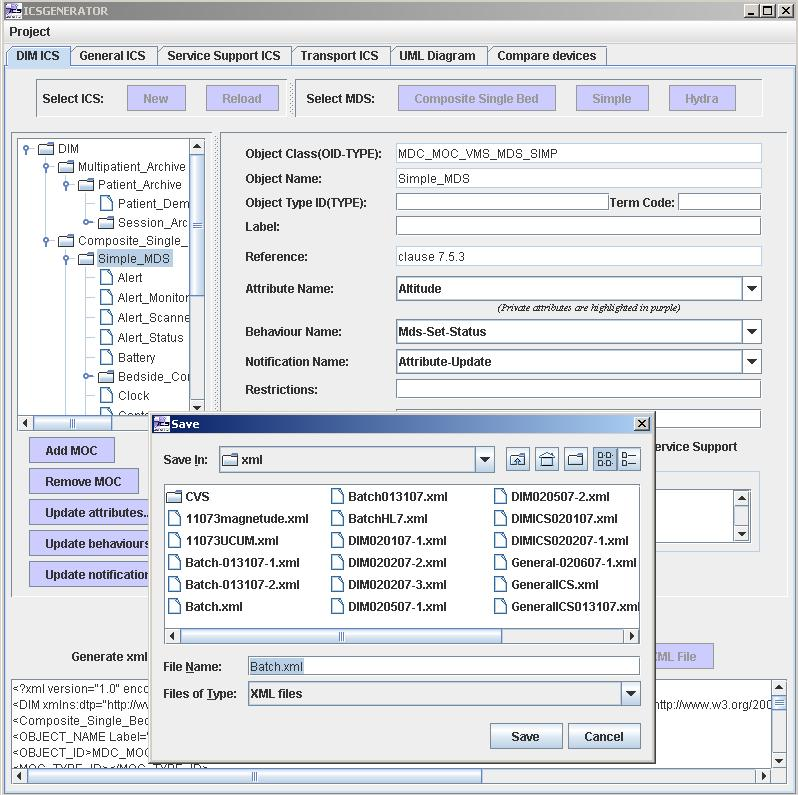 ICSGENERATOR
Project
DIM ICS General ICS Service Support ICS Transport ICS UML Diagram Compare devices
Select ICS: New Reload Select MDS: Composite Single Bed Simple Hydra
DIM
Multipatient_Archive
Patient_Archive
Patient_Dem
Session_Arc
Composite_Single_
Simple_MDS
Alert
Alert_Monitor
Alert_Scanne
Alert_Status
Battery
Bedside_Co
Clock
Object Class(OID-TYPE): MDC_MOC_VMS_MDS_SIMP
Object Name: Simple_MDS
Object Type ID(TYPE): Term Code:
Label:
Reference: clause 7.5.3
Attribute Name: Altitude
(Private attributes are highlighted in purple)
Behaviour Name: Mds-Set-Status
Notification Name: Attribute-Update
Restrictions:
Add MOC
Remove MOC
Update attributes..
Update behaviours
Update notification
ervice Support
Save
Save In: xml
CVS
11073magnetude.xml
11073UCUM.xml
Batch-013107-1.xml
Batch-013107-2.xml
Batch.xml
Batch013107.xml
BatchHL7.xml
DIM020107-1.xml
DIM020207-2.xml
DIM020207-3.xml
DIM020507-1.xml
DIM020507-2.xml
DIMICS020107.xml
DIMICS020207-1.xml
General-020607-1.xml
GeneralICS.xml
GeneralICS013107.xml
File Name: Batch.xml
Files of Type: XML files
Save Cancel
Generate xml
ML File
<?xml version="1.0" enco
<DIM xmlns:dtp="http://w
http://www.w3.org/200
<Composite_Single_Bed
<OBJECT_NAME Label="
<OBJECT_ID>MDC_MOC
<MOC_TYPE_ID></MOC_TYPE_ID>